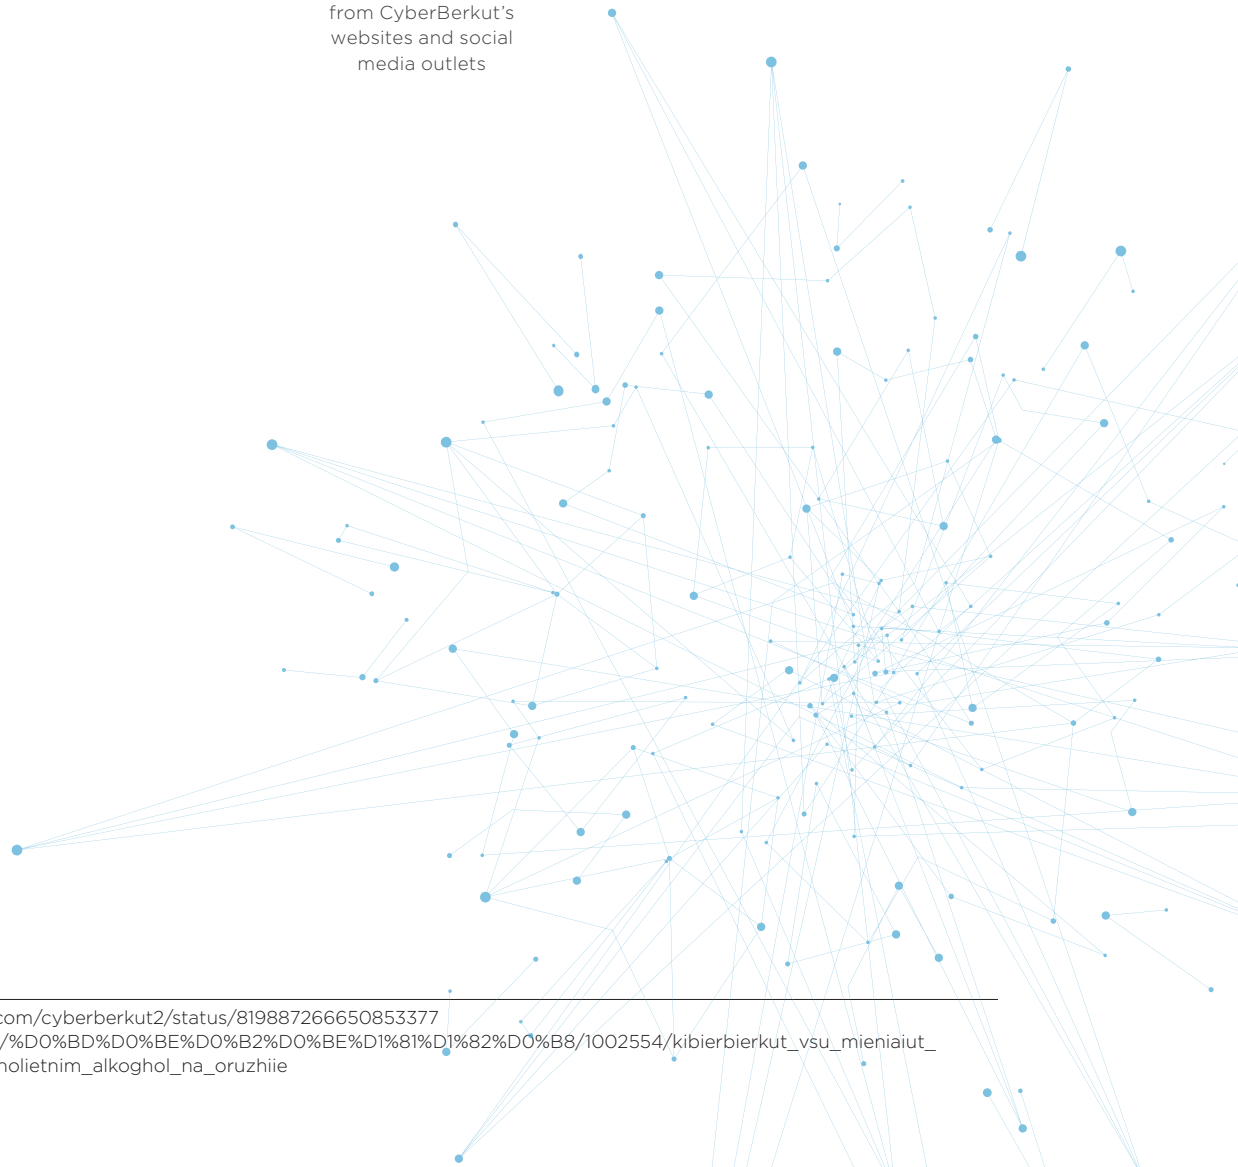 from CyberBerkut’s
websites and social
media outlets
com/cyberberkut2/status/819887266650853377
/%D0%BD%D0%BE%D0%B2%D0%BE%D1%81%D1%82%D0%B8/1002554/kibierbierkut_vsu_mieniaiut_
nolietnim_alkoghol_na_oruzhiie